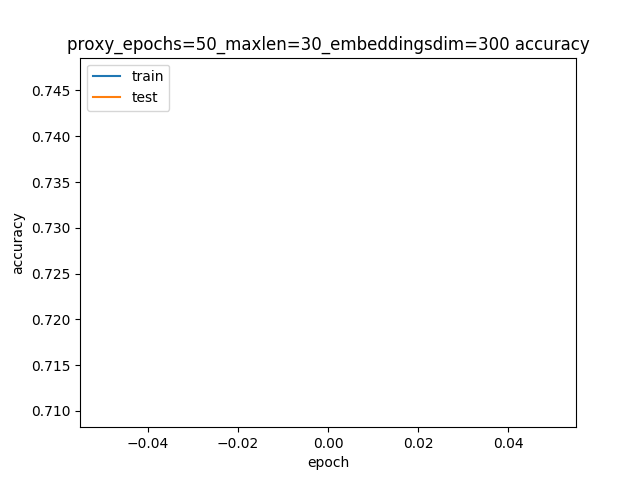 proxy_epochs=50_maxlen=30_embeddingsdim=300 accuracy
train
test
0.745
0.740
0.735
0.730
0.725
0.720
0.715
0.710
accuracy
−0.04
−0.02
0.00
0.02
0.04
epoch